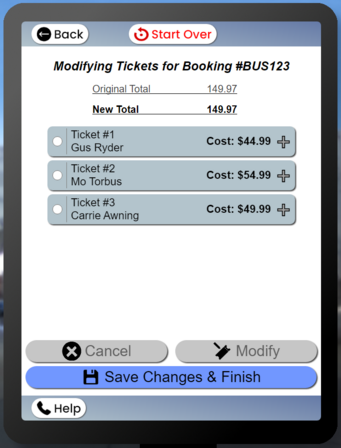 Back
Start Over
Modifying Tickets for Booking #BUS123
Original Total 149.97
New Total 149.97
Ticket #1
Gus Ryder
Cost: $44.99
Ticket #2
Mo Torbus
Cost: $54.99
Ticket #3
Carrie Awning
Cost: $49.99
Cancel
Modify
Save Changes & Finish
Help